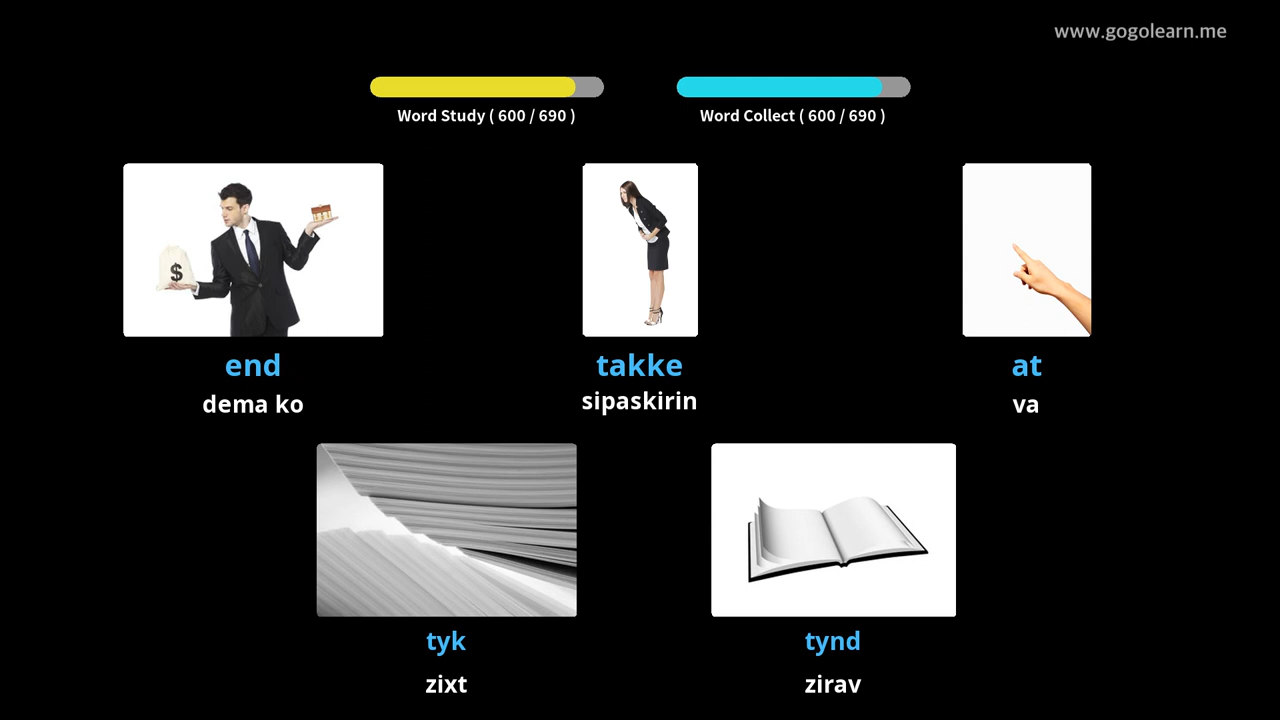 www.gogolearn.me
Word Study ( 600 / 690 )
Word Collect ( 600 / 690 )
$
end
takke
at
dema ko
sipaskirin
va
tyk
tynd
zixt
zirav